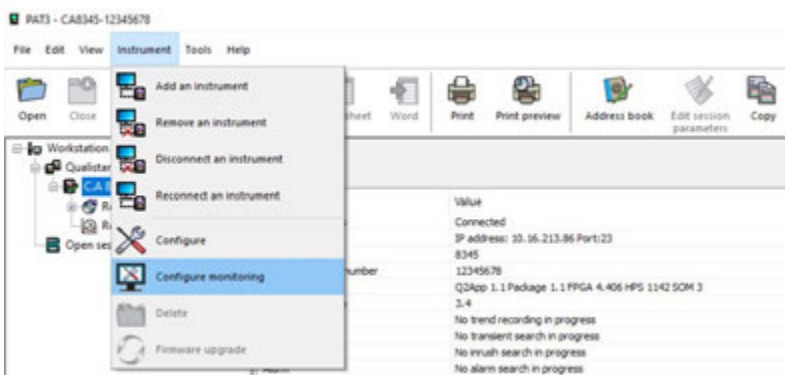 PAT3 - CA8345-12345678
File Edit View Instrument Tools Help
Open Close Word Print Print preview Address book Edit session parameters Copy
Add an instrument
Remove an instrument
Disconnect an instrument
Reconnect an instrument
Configure
Configure monitoring
Delete
Firmware upgrade
Workstation
Qualistar
CA 8
Open ses
Value
Connected
IP address: 10.16.213.86 Port:23
8345
number 12345678
Q2App 1.1 Package 1.1 FPGA 4.406 HPS 1142 SOM 3
3.4
No trend recording in progress
No transient search in progress
No inrush search in progress
No alarm search in progress